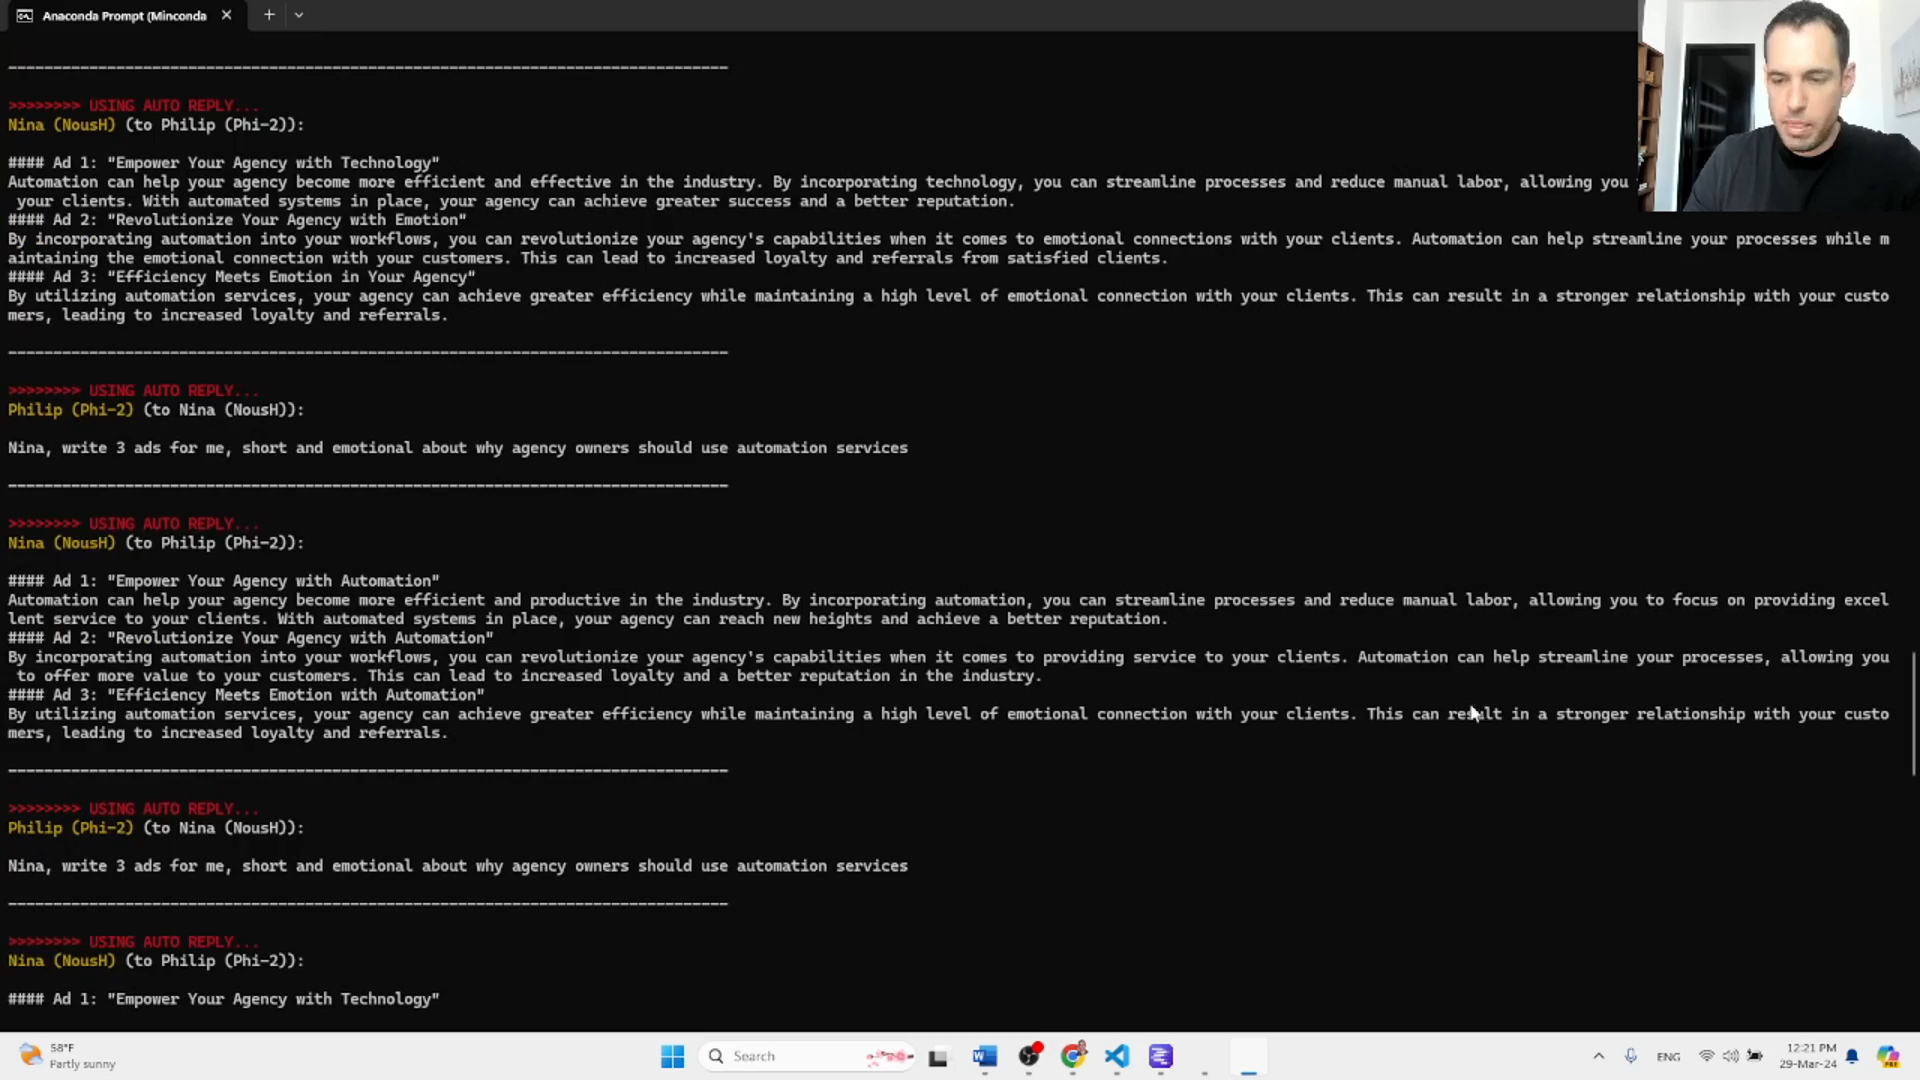 Anaconda Prompt (Minconda
>>>>>>>> USING AUTO REPLY...
Nina (NousH) (to Philip (Phi-2)):
#### Ad 1: "Empower Your Agency with Technology"
Automation can help your agency become more efficient and effective in the industry. By incorporating technology, you can streamline processes and reduce manual labor, allowing you
your clients. With automated systems in place, your agency can achieve greater success and a better reputation.
#### Ad 2: "Revolutionize Your Agency with Emotion"
By incorporating automation into your workflows, you can revolutionize your agency's capabilities when it comes to emotional connections with your clients. Automation can help streamline your processes while m
aintaining the emotional connection with your customers. This can lead to increased loyalty and referrals from satisfied clients.
#### Ad 3: "Efficiency Meets Emotion in Your Agency"
By utilizing automation services, your agency can achieve greater efficiency while maintaining a high level of emotional connection with your clients. This can result in a stronger relationship with your custo
mers, leading to increased loyalty and referrals.
>>>>>>>> USING AUTO REPLY...
Philip (Phi-2) (to Nina (NousH)):
Nina, write 3 ads for me, short and emotional about why agency owners should use automation services
>>>>>>>> USING AUTO REPLY...
Nina (NousH) (to Philip (Phi-2)):
#### Ad 1: "Empower Your Agency with Automation"
Automation can help your agency become more efficient and productive in the industry. By incorporating automation, you can streamline processes and reduce manual labor, allowing you to focus on providing excel
lent service to your clients. With automated systems in place, your agency can reach new heights and achieve a better reputation.
#### Ad 2: "Revolutionize Your Agency with Automation"
By incorporating automation into your workflows, you can revolutionize your agency's capabilities when it comes to providing service to your clients. Automation can help streamline your processes, allowing you
to offer more value to your customers. This can lead to increased loyalty and a better reputation in the industry.
#### Ad 3: "Efficiency Meets Emotion with Automation"
By utilizing automation services, your agency can achieve greater efficiency while maintaining a high level of emotional connection with your clients. This can result in a stronger relationship with your custo
mers, leading to increased loyalty and referrals.
>>>>>>>> USING AUTO REPLY...
Philip (Phi-2) (to Nina (NousH)):
Nina, write 3 ads for me, short and emotional about why agency owners should use automation services
>>>>>>>> USING AUTO REPLY...
Nina (NousH) (to Philip (Phi-2)):
#### Ad 1: "Empower Your Agency with Technology"
58°F
Partly sunny
Search
ENG
12:21 PM
29-Mar-24